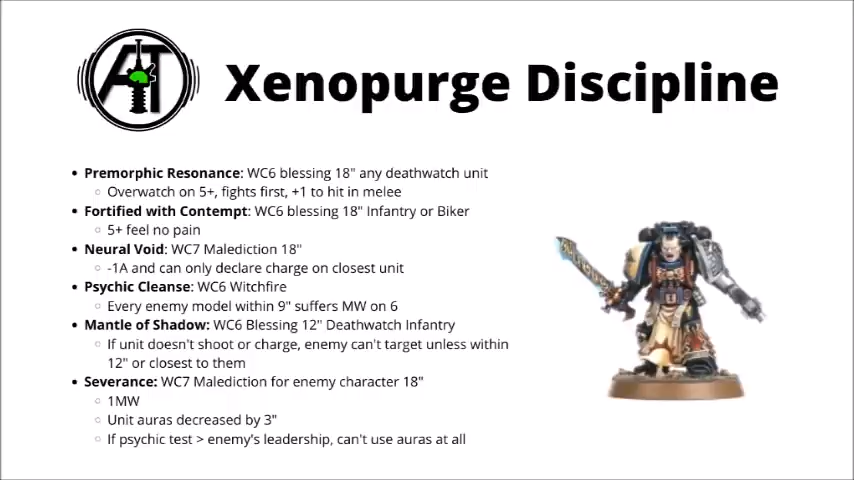 AT
Xenopurge Discipline
• Premorphic Resonance: WC6 blessing 18" any deathwatch unit
○ Overwatch on 5+, fights first, +1 to hit in melee
• Fortified with Contempt: WC6 blessing 18" Infantry or Biker
○ 5+ feel no pain
• Neural Void: WC7 Malediction 18"
○ -1A and can only declare charge on closest unit
• Psychic Cleanse: WC6 Witchfire
○ Every enemy model within 9" suffers MW on 6
• Mantle of Shadow: WC6 Blessing 12" Deathwatch Infantry
○ If unit doesn't shoot or charge, enemy can't target unless within
12" or closest to them
• Severance: WC7 Malediction for enemy character 18"
○ 1MW
○ Unit auras decreased by 3"
○ If psychic test > enemy's leadership, can't use auras at all